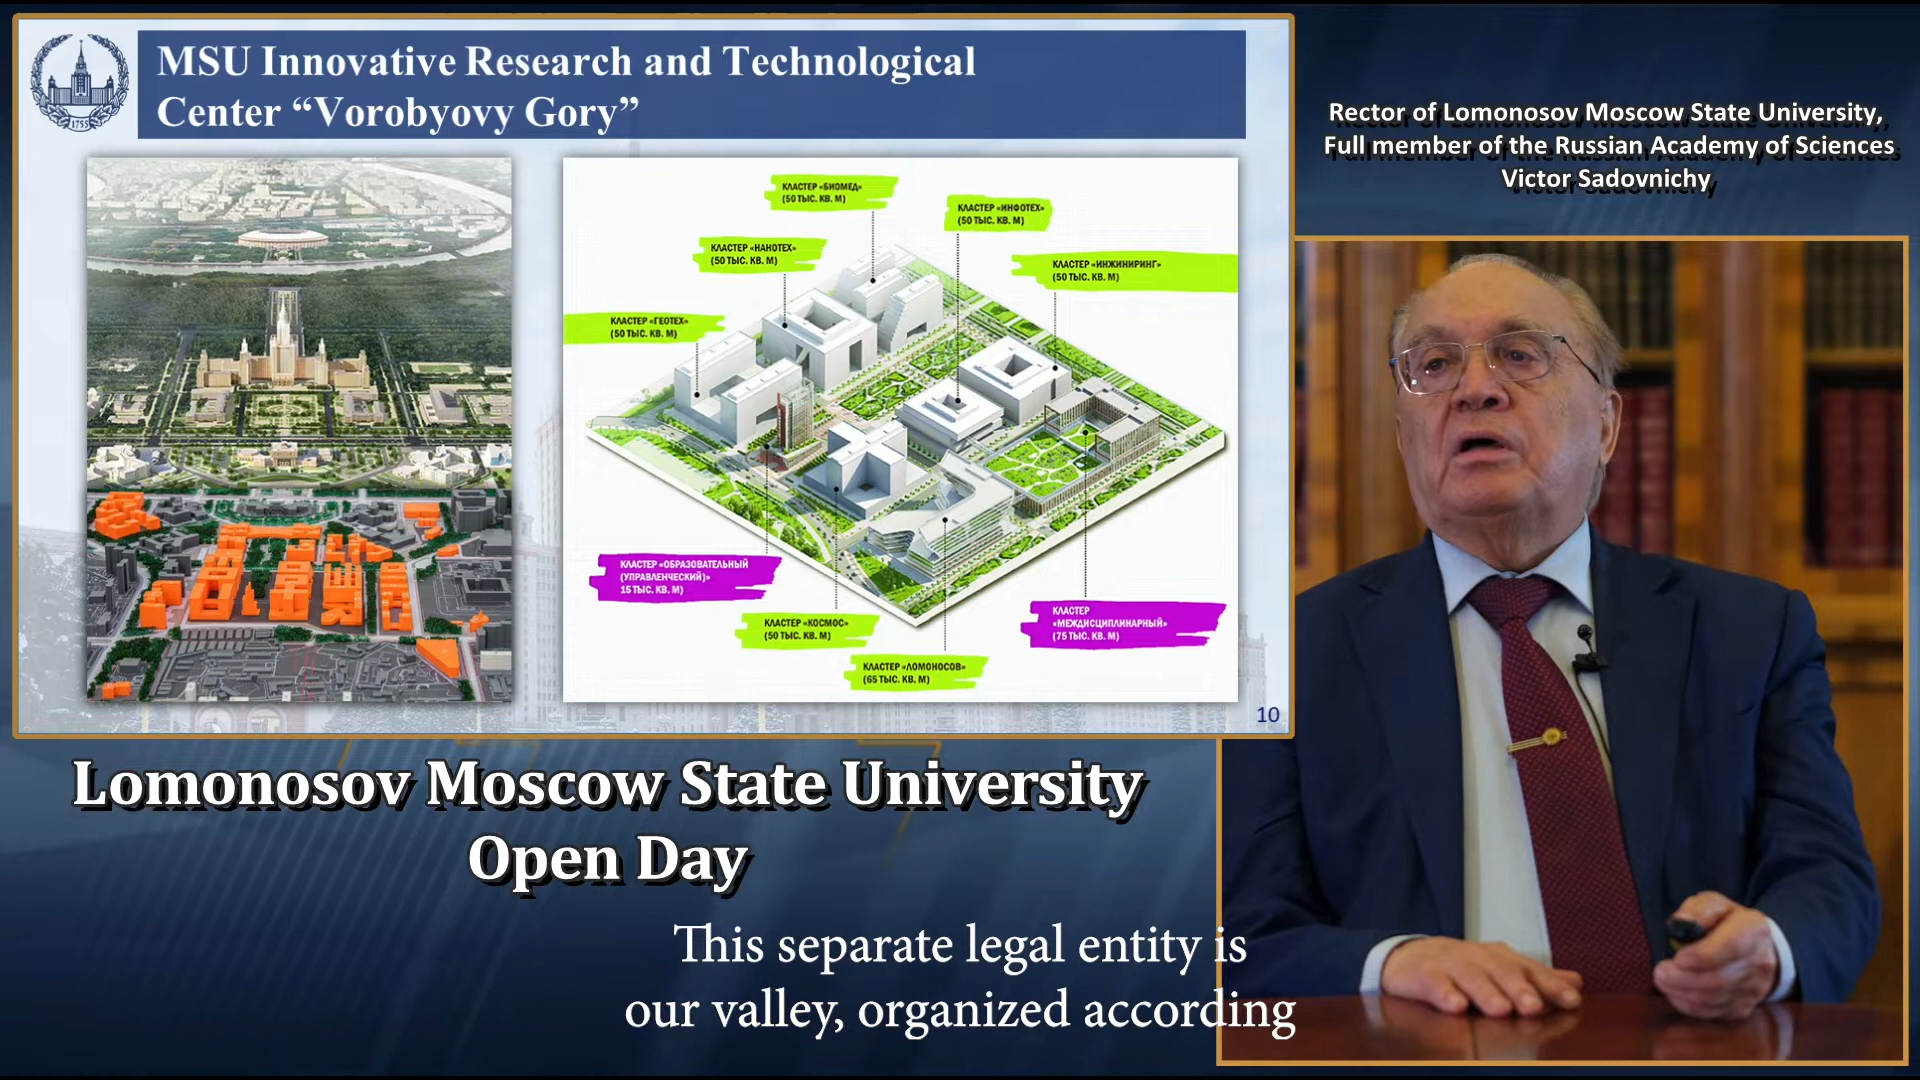 MSU Innovative Research and Technological
Center “Vorobyovy Gory”
1755
КЛАСТЕР «БИОМЕД»
(50 ТЫС. КВ. М)
КЛАСТЕР «ИНФОТЕХ»
(50 ТЫС. КВ. М)
КЛАСТЕР «НАНОТЕХ»
(50 ТЫС. КВ. М)
КЛАСТЕР «ИНЖИНИРИНГ»
(50 ТЫС. КВ. М)
КЛАСТЕР «ГЕОТЕХ»
(50 ТЫС. КВ. М)
КЛАСТЕР «ОБРАЗОВАТЕЛЬНЫЙ
(УПРАВЛЕНЧЕСКИЙ)»
15 ТЫС. КВ. М)
КЛАСТЕР «КОСМОС»
(50 ТЫС. КВ. М)
КЛАСТЕР
«МЕЖДИСЦИПЛИНАРНЫЙ»
(75 ТЫС. КВ. М)
КЛАСТЕР «ЛОМОНОСОВ»
(65 ТЫС. КВ. М)
10
Rector of Lomonosov Moscow State University,
Full member of the Russian Academy of Sciences
Victor Sadovnichy
Lomonosov Moscow State University
Open Day
This separate legal entity is
our valley, organized according